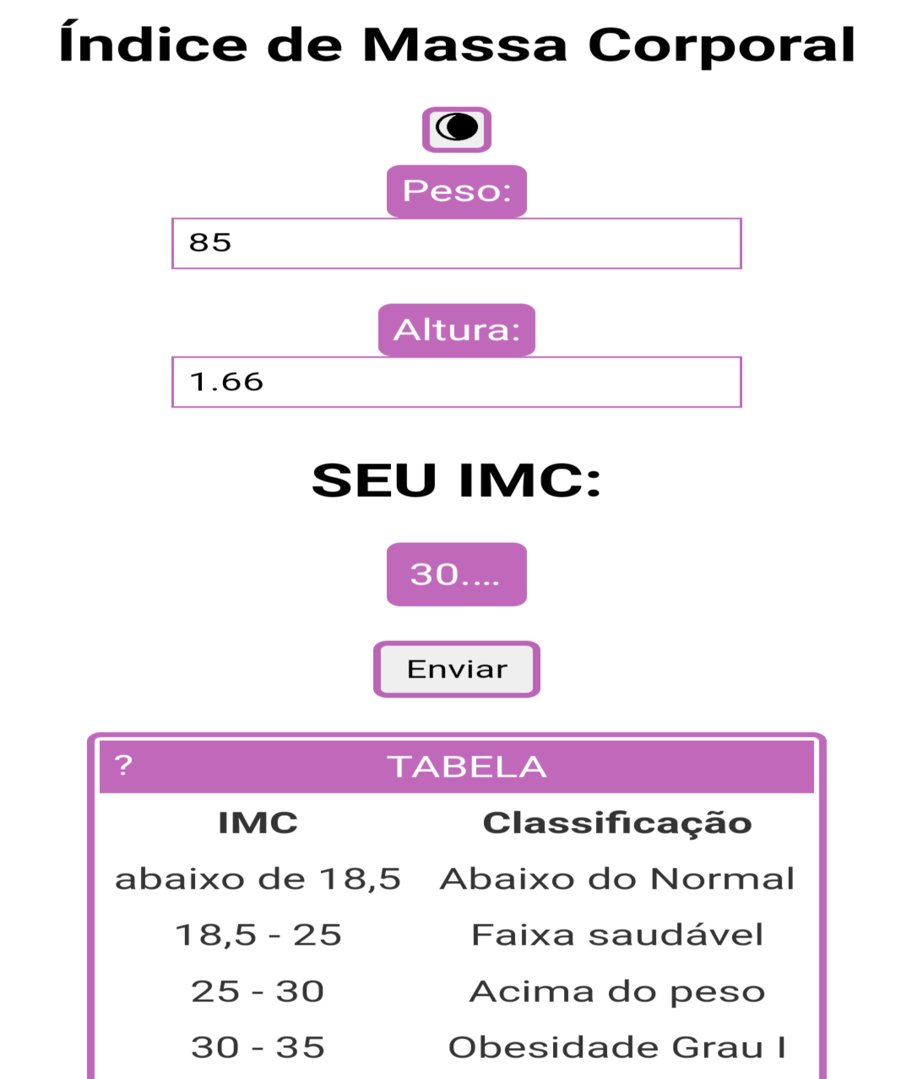 Índice de Massa Corporal
Peso:
85
Altura:
1.66
SEU IMC:
30....
Enviar
? TABELA
IMC Classificação
abaixo de 18,5 Abaixo do Normal
18,5 - 25 Faixa saudável
25 - 30 Acima do peso
30 - 35 Obesidade Grau I